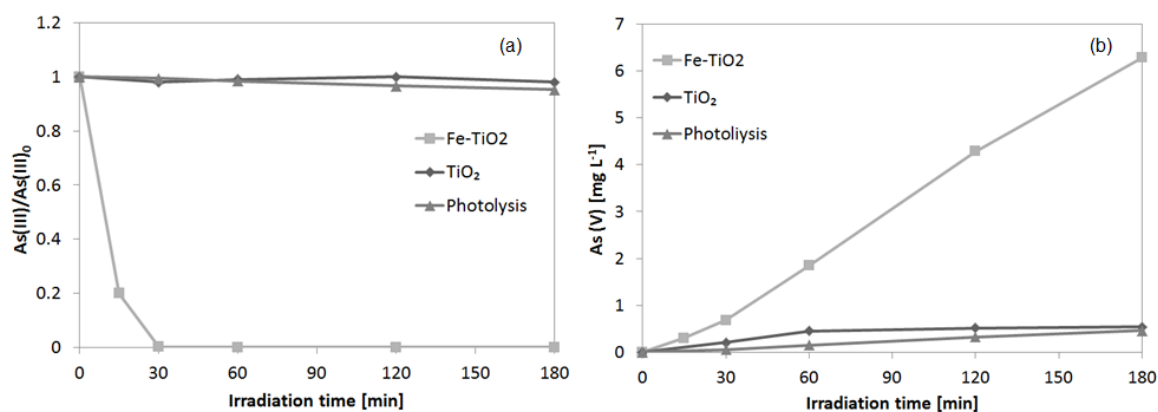 (a)
As(III)/As(III)₀
1.2
1
0.8
0.6
0.4
0.2
0
Fe-TiO2
TiO₂
Photolysis
0 30 60 90 120 150 180
Irradiation time [min]
(b)
As (V) [mg L⁻¹]
7
6
5
4
3
2
1
0
Fe-TiO2
TiO₂
Photoliysis
0 30 60 90 120 150 180
Irradiation time [min]